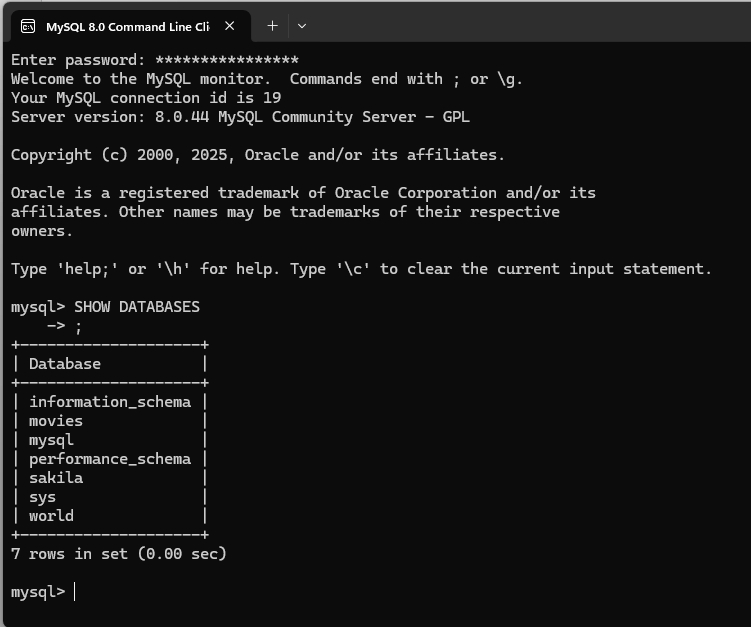 MySQL 8.0 Command Line Cli
Enter password: ****************
Welcome to the MySQL monitor.  Commands end with ; or \g.
Your MySQL connection id is 19
Server version: 8.0.44 MySQL Community Server - GPL

Copyright (c) 2000, 2025, Oracle and/or its affiliates.

Oracle is a registered trademark of Oracle Corporation and/or its
affiliates. Other names may be trademarks of their respective
owners.

Type 'help;' or '\h' for help. Type '\c' to clear the current input statement.

mysql> SHOW DATABASES
    -> ;
+--------------------+
| Database           |
+--------------------+
| information_schema |
| movies             |
| mysql              |
| performance_schema |
| sakila             |
| sys                |
| world              |
+--------------------+
7 rows in set (0.00 sec)

mysql>